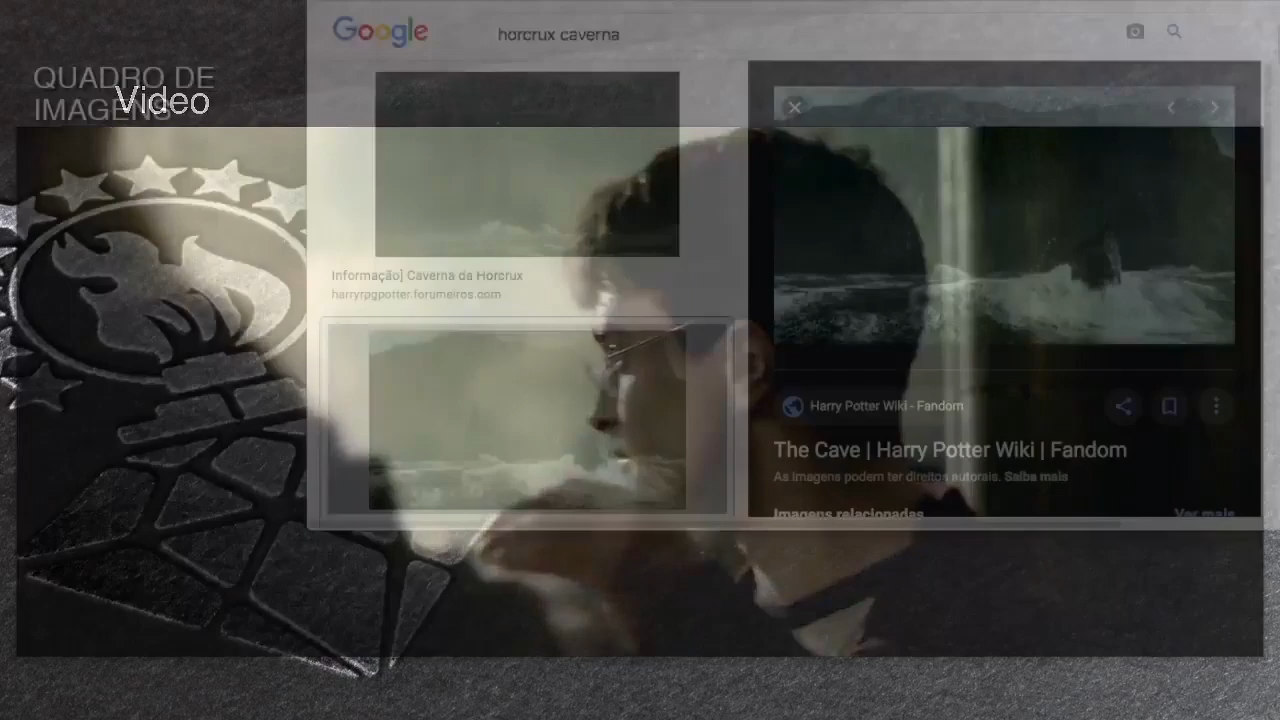 Google
horcrux caverna
QUADRO DE
IMAGENS
Video
Informação] Caverna da Horcrux
harryrpgpotter.forumeiros.com
Harry Potter Wiki - Fandom
The Cave | Harry Potter Wiki | Fandom
As imagens podem ter direitos autorais. Saiba mais
Imagens relacionadas
Ver mais